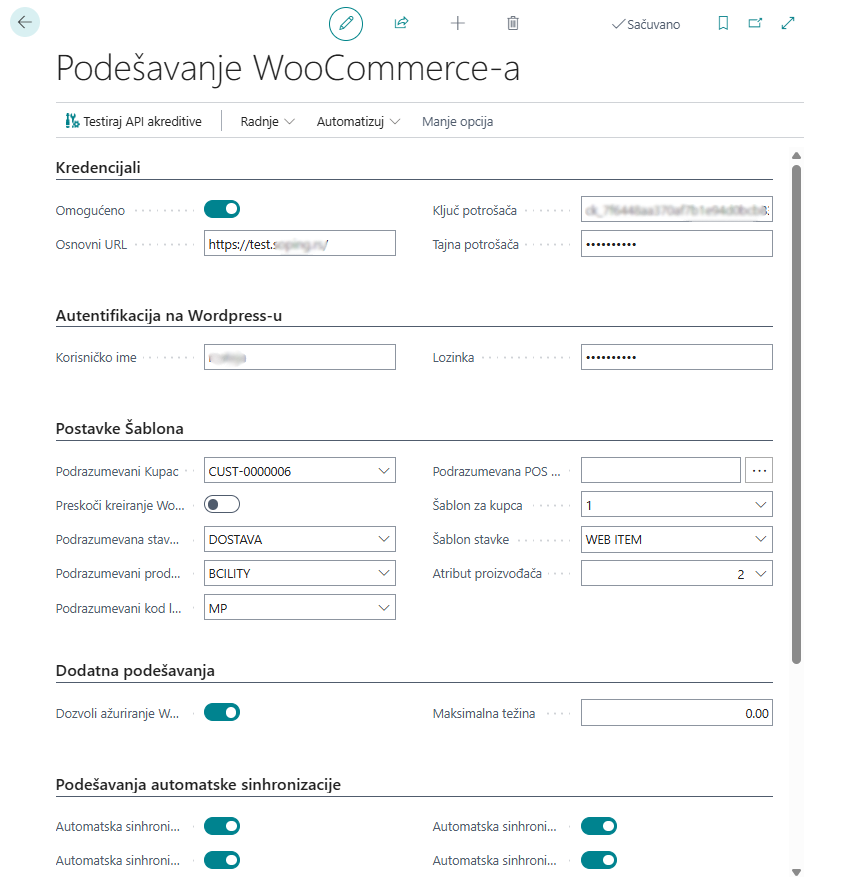 Sačuvano
Podešavanje WooCommerce-a
Testiraj API akreditive Radnje Automatizuj Manje opcija
Kredencijali
Omogućeno Ključ potrošača
Osnovni URL https://test. Tajna potrošača ••••••••••
Autentifikacija na Wordpress-u
Korisničko ime Lozinka ••••••••••
Postavke Šablona
Podrazumevani Kupac CUST-0000006 Podrazumevana POS ...
Preskoči kreiranje Wo... Šablon za kupca 1
Podrazumevana stav... DOSTAVA Šablon stavke WEB ITEM
Podrazumevani prod... BCILITY Atribut proizvođača 2
Podrazumevani kod l... MP
Dodatna podešavanja
Dozvoli ažuriranje W... Maksimalna težina 0.00
Podešavanja automatske sinhronizacije
Automatska sinhroni... Automatska sinhroni...
Automatska sinhroni... Automatska sinhroni...